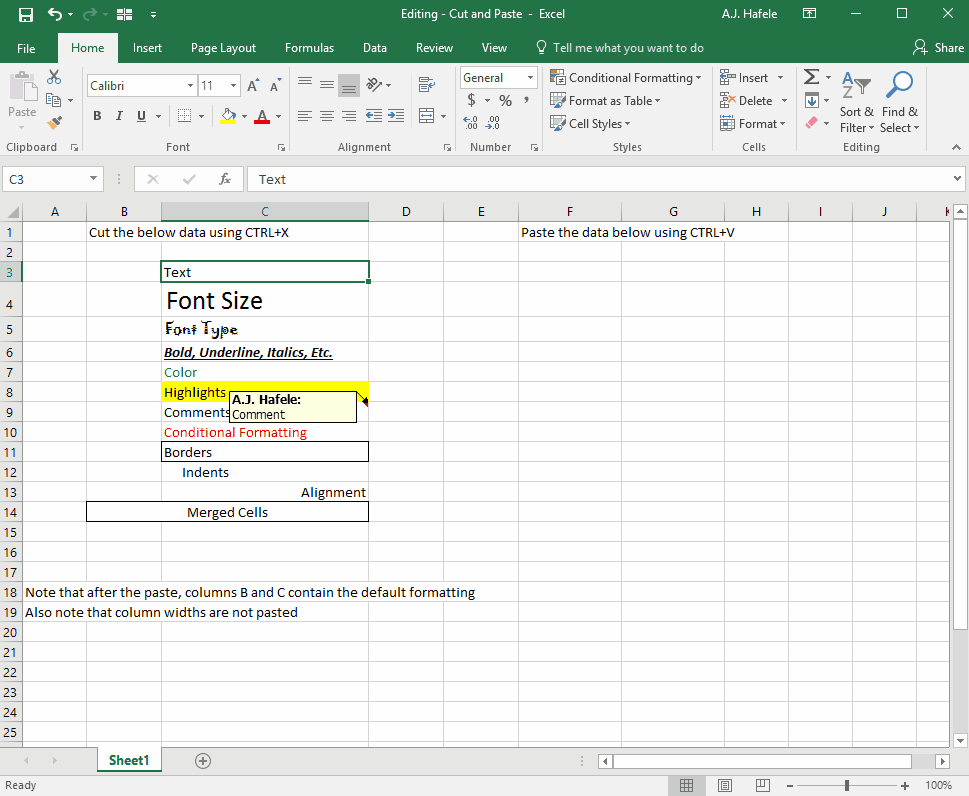 Editing - Cut and Paste - Excel
A.J. Hafele
File Home Insert Page Layout Formulas Data Review View Tell me what you want to do Share
Paste
Calibri 11
B I U A
General
$ % ,
Conditional Formatting
Format as Table
Cell Styles
Insert
Delete
Format
Sort & Filter
Find & Select
Clipboard Font Alignment Number Styles Cells Editing
C3 fx Text
A B C D E F G H I J K
1 Cut the below data using CTRL+X Paste the data below using CTRL+V
2
3 Text
4 Font Size
5 Font Type
6 Bold, Underline, Italics, Etc.
7 Color
8 Highlights
A.J. Hafele:
Comment
9 Comments
10 Conditional Formatting
11 Borders
12 Indents
13 Alignment
14 Merged Cells
15
16
17
18 Note that after the paste, columns B and C contain the default formatting
19 Also note that column widths are not pasted
20
21
22
23
24
25
Sheet1
Ready
100%